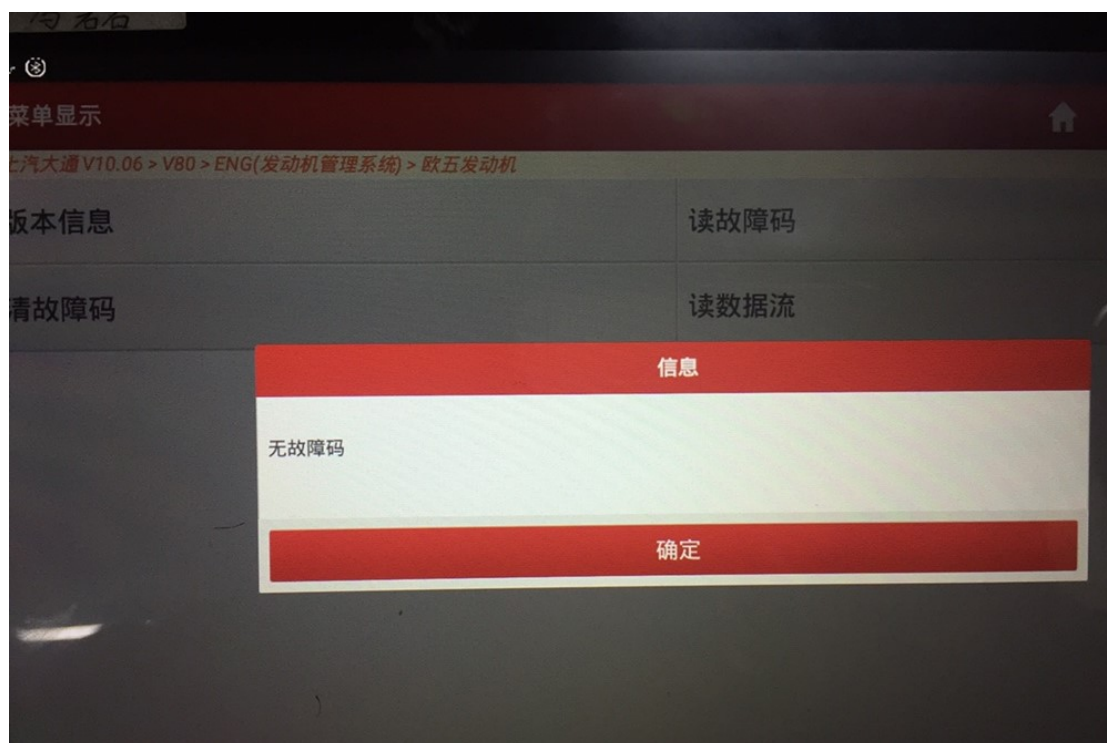 菜单显示
上汽大通 V10.06 > V80 > ENG(发动机管理系统) > 欧五发动机
版本信息
读故障码
清故障码
读数据流
信息
无故障码
确定